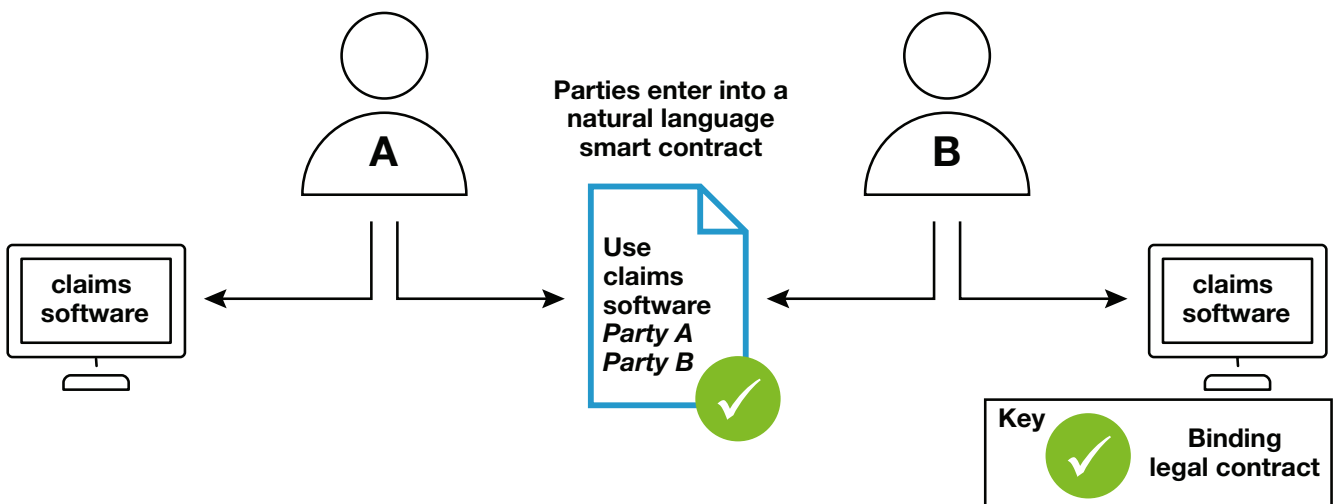 A
Parties enter into a
natural language
smart contract
B
claims
software
Use
claims
software
Party A
Party B
claims
software
Key
Binding
legal contract